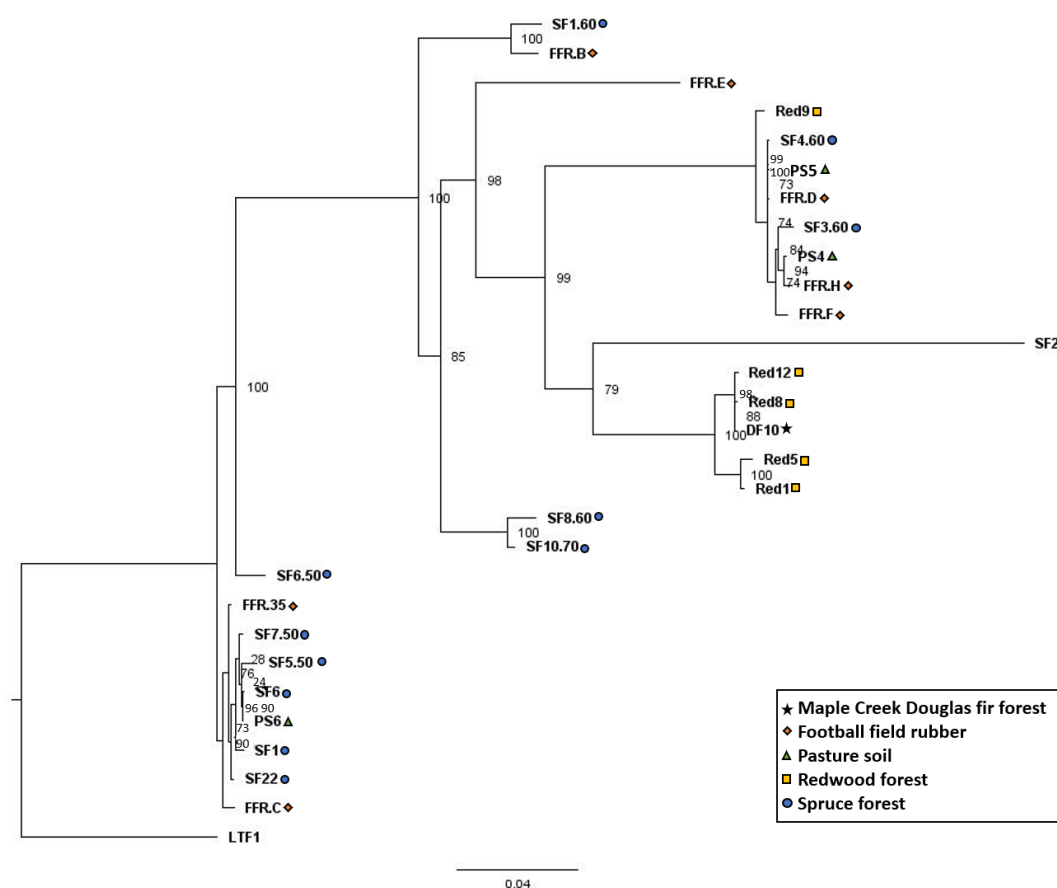 SF1.60
100
FFR.B
FFR.E
Red9
SF4.60
99
100
PS5
73
98
100
FFR.D
74
SF3.60
84
PS4
94
74
FFR.H
99
FFR.F
SF2
85
Red12
79
98
Red8
88
100
DF10
100
Red5
100
Red1
SF8.60
100
SF10.70
SF6.50
FFR.35
SF7.50
28
SF5.50
76
24
SF6
96 90
PS6
73
90
SF1
SF22
FFR.C
LTF1
0.04
Maple Creek Douglas fir forest
Football field rubber
Pasture soil
Redwood forest
Spruce forest